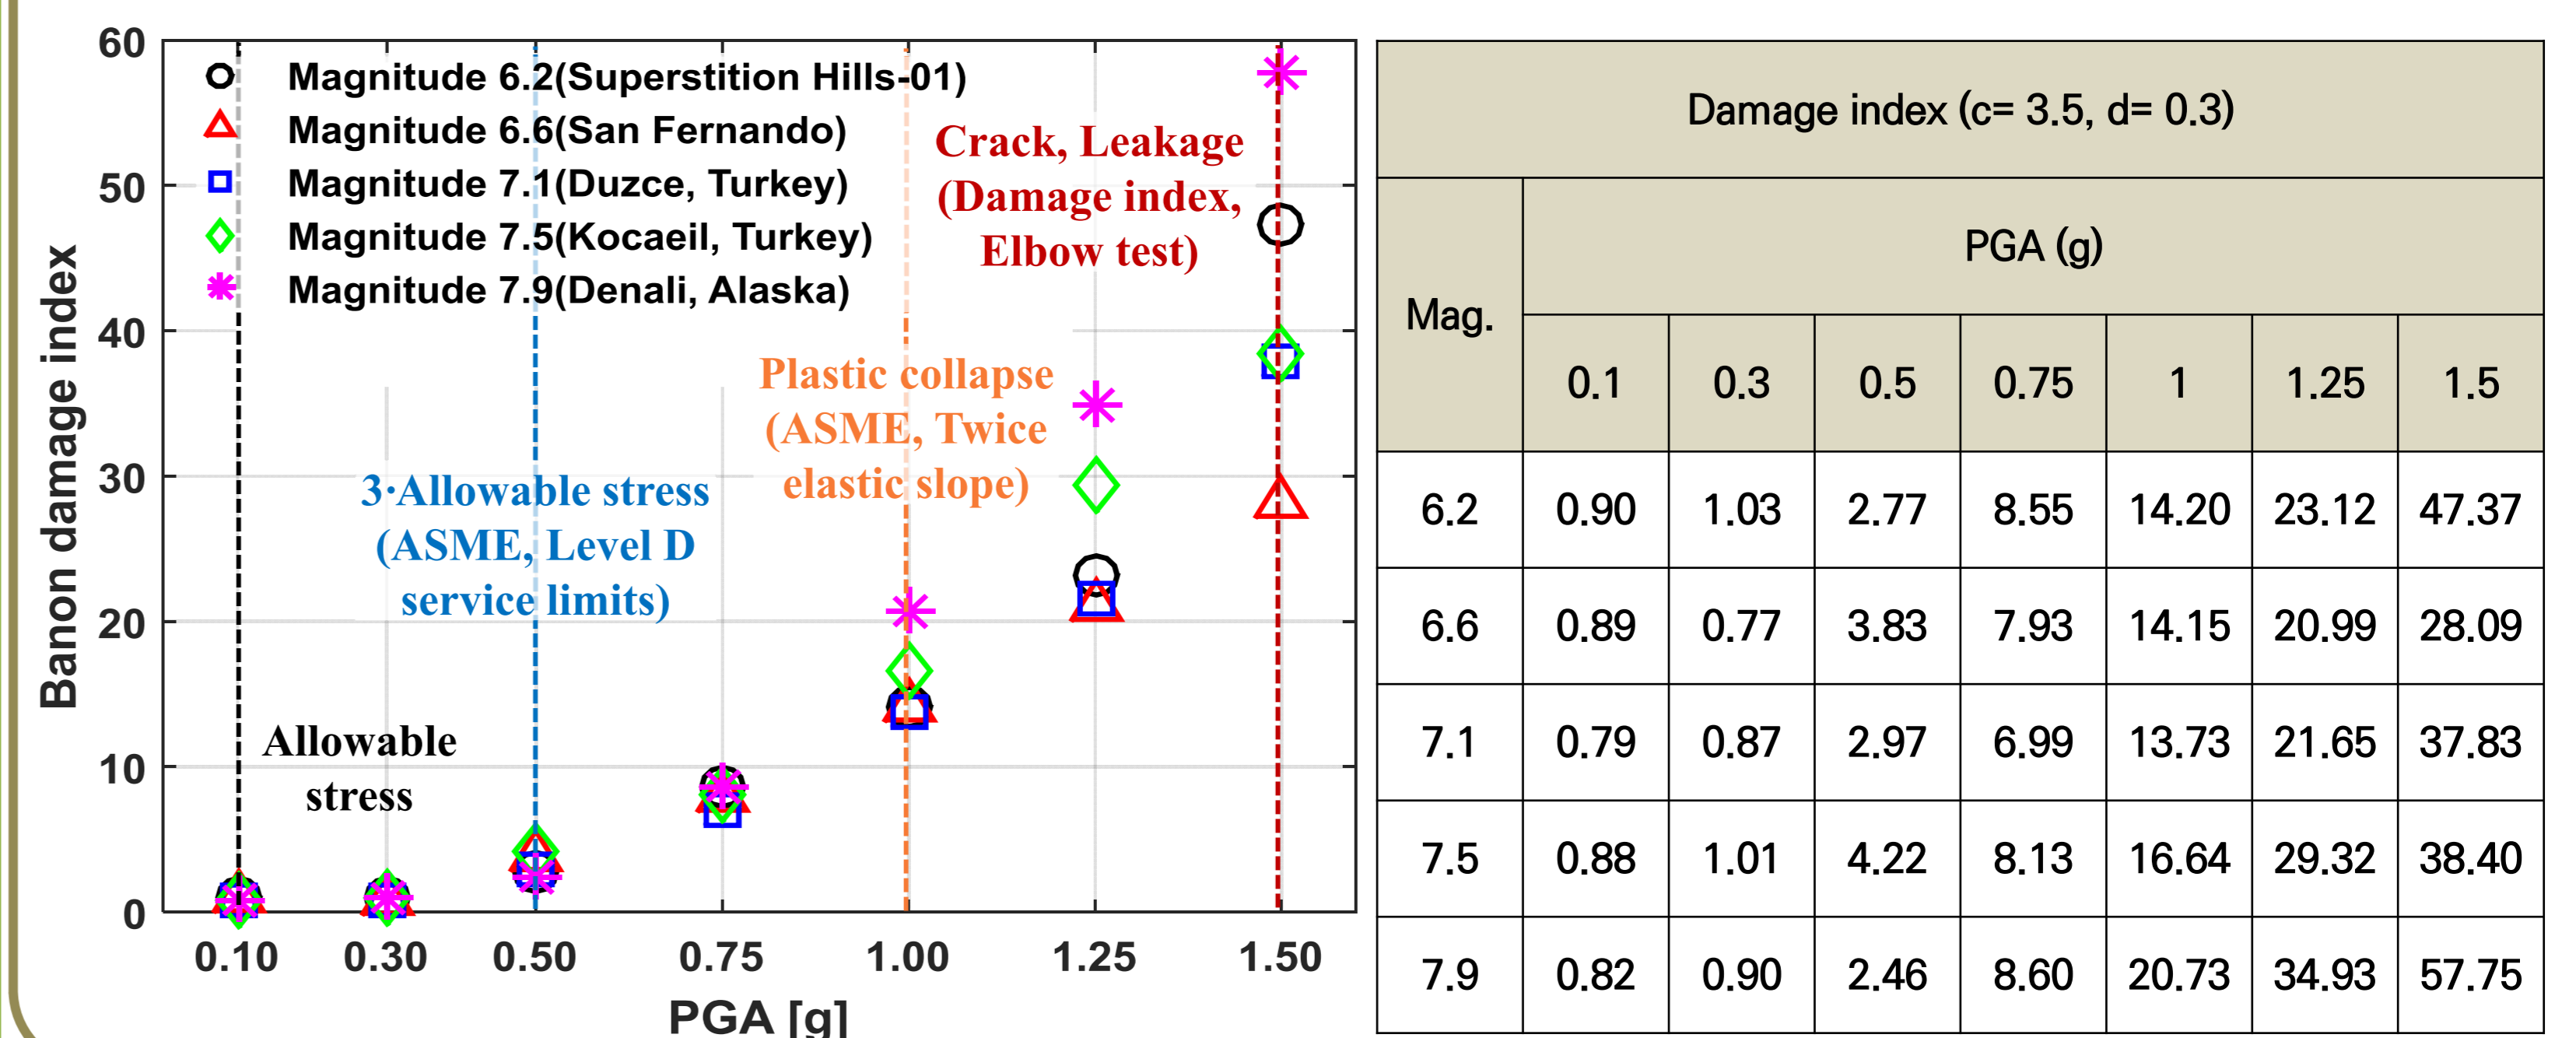 60
50
40
30
20
10
0
Banon damage index
Magnitude 6.2(Superstition Hills-01)
Magnitude 6.6(San Fernando)
Magnitude 7.1(Duzce, Turkey)
Magnitude 7.5(Kocaeil, Turkey)
Magnitude 7.9(Denali, Alaska)
Crack, Leakage
(Damage index,
Elbow test)
Plastic collapse
(ASME, Twice
elastic slope)
3·Allowable stress
(ASME, Level D
service limits)
Allowable
stress
0.10 0.30 0.50 0.75 1.00 1.25 1.50
PGA [g]
Damage index (c= 3.5, d= 0.3)
Mag.
PGA (g)
0.1 0.3 0.5 0.75 1 1.25 1.5
6.2 0.90 1.03 2.77 8.55 14.20 23.12 47.37
6.6 0.89 0.77 3.83 7.93 14.15 20.99 28.09
7.1 0.79 0.87 2.97 6.99 13.73 21.65 37.83
7.5 0.88 1.01 4.22 8.13 16.64 29.32 38.40
7.9 0.82 0.90 2.46 8.60 20.73 34.93 57.75